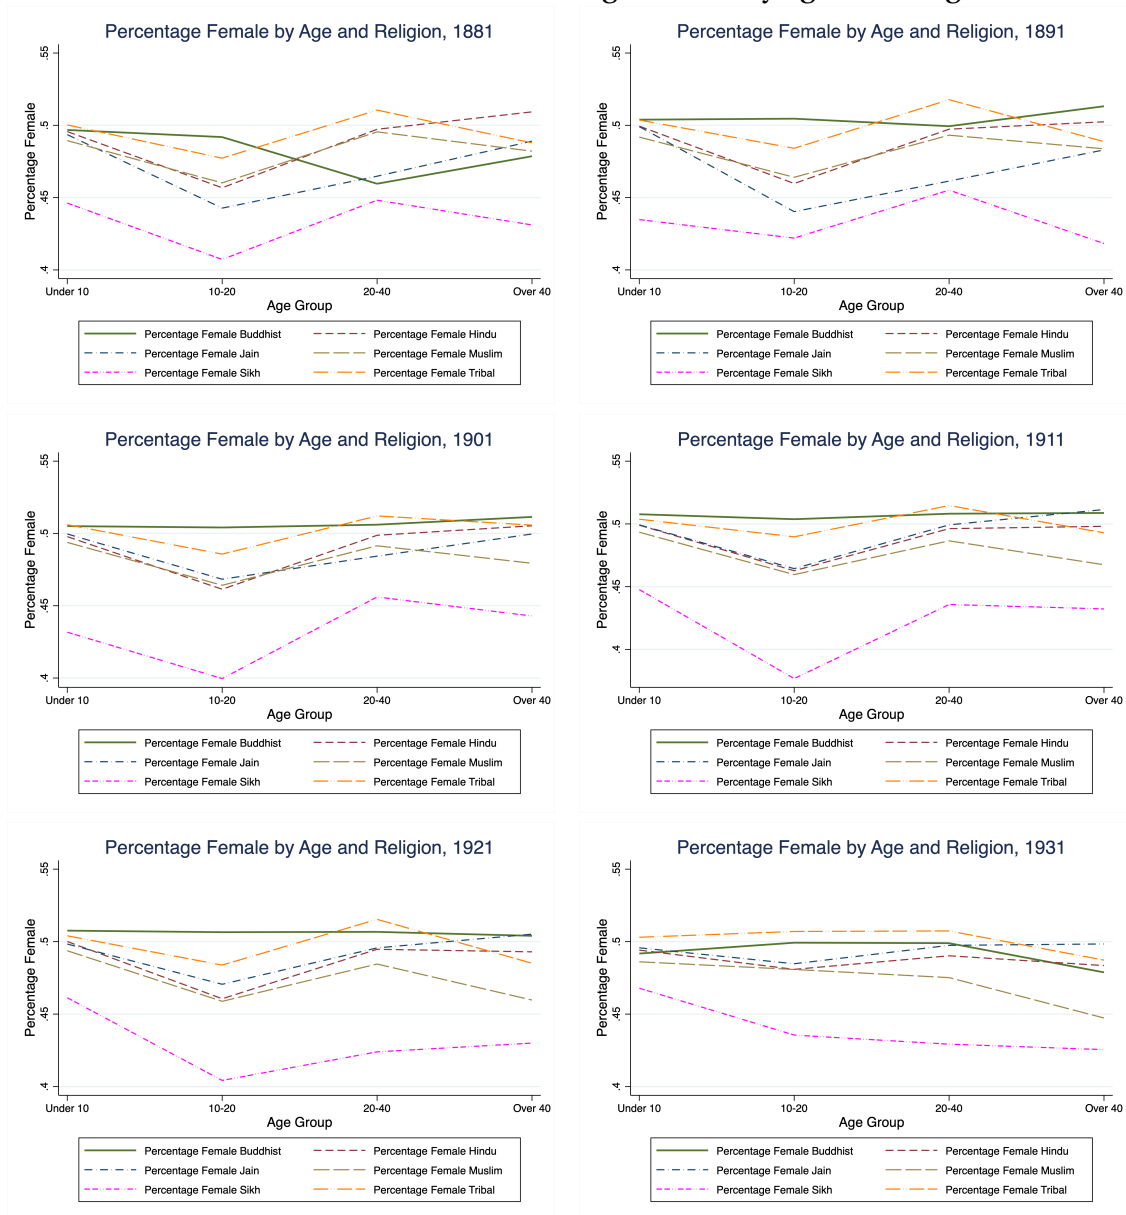 Percentage Female by Age and Religion, 1881
Percentage Female
.55
.5
.45
.4
Under 10 10-20 20-40 Over 40
Age Group
Percentage Female Buddhist Percentage Female Hindu
Percentage Female Jain Percentage Female Muslim
Percentage Female Sikh Percentage Female Tribal
Percentage Female by Age and Religion, 1891
Percentage Female
.55
.5
.45
.4
Under 10 10-20 20-40 Over 40
Age Group
Percentage Female Buddhist Percentage Female Hindu
Percentage Female Jain Percentage Female Muslim
Percentage Female Sikh Percentage Female Tribal
Percentage Female by Age and Religion, 1901
Percentage Female
.55
.5
.45
.4
Under 10 10-20 20-40 Over 40
Age Group
Percentage Female Buddhist Percentage Female Hindu
Percentage Female Jain Percentage Female Muslim
Percentage Female Sikh Percentage Female Tribal
Percentage Female by Age and Religion, 1911
Percentage Female
.55
.5
.45
.4
Under 10 10-20 20-40 Over 40
Age Group
Percentage Female Buddhist Percentage Female Hindu
Percentage Female Jain Percentage Female Muslim
Percentage Female Sikh Percentage Female Tribal
Percentage Female by Age and Religion, 1921
Percentage Female
.55
.5
.45
.4
Under 10 10-20 20-40 Over 40
Age Group
Percentage Female Buddhist Percentage Female Hindu
Percentage Female Jain Percentage Female Muslim
Percentage Female Sikh Percentage Female Tribal
Percentage Female by Age and Religion, 1931
Percentage Female
.55
.5
.45
.4
Under 10 10-20 20-40 Over 40
Age Group
Percentage Female Buddhist Percentage Female Hindu
Percentage Female Jain Percentage Female Muslim
Percentage Female Sikh Percentage Female Tribal